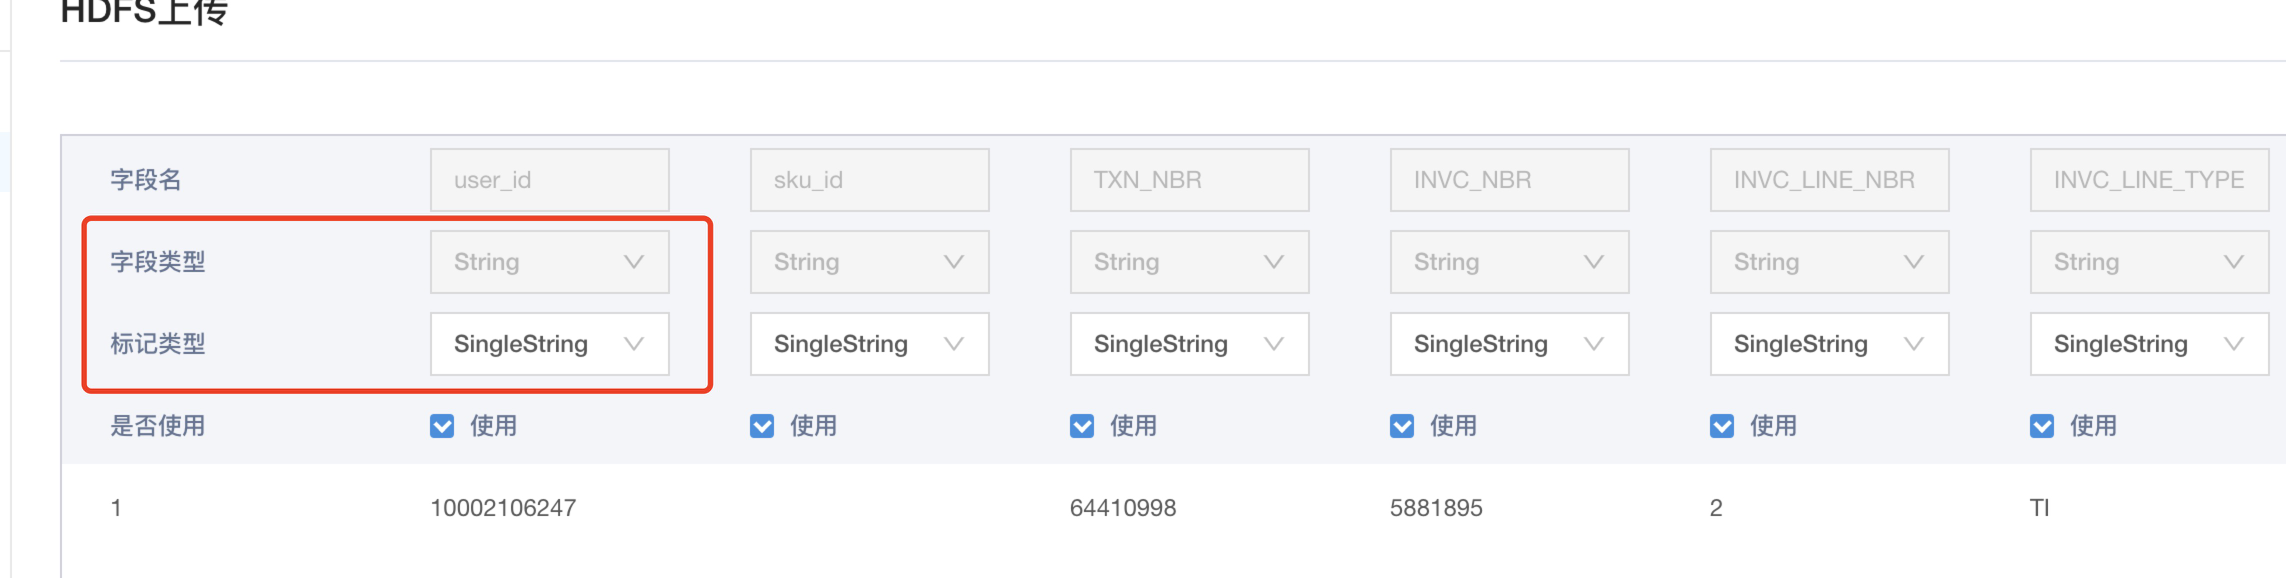 HDFS上传
字段名 user_id sku_id TXN_NBR INVC_NBR INVC_LINE_NBR INVC_LINE_TYPE
字段类型 String String String String String String
标记类型 SingleString SingleString SingleString SingleString SingleString SingleString
是否使用 使用 使用 使用 使用 使用 使用
1 10002106247 64410998 5881895 2 TI